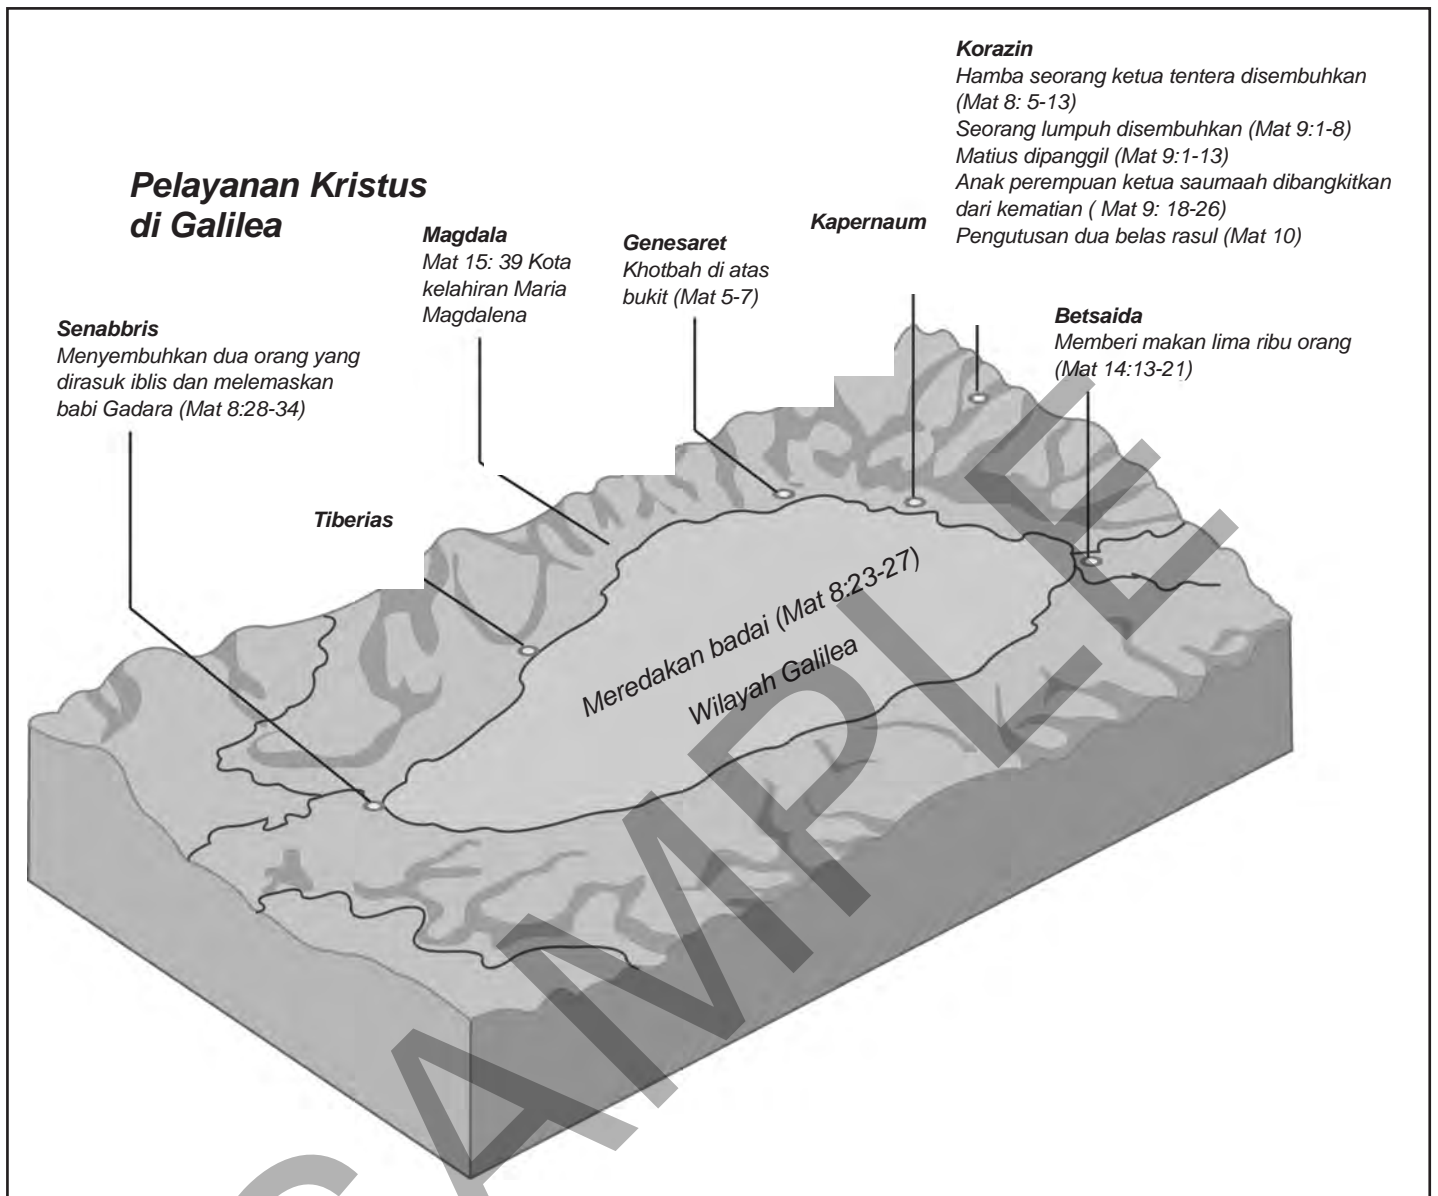 Pelayanan Kristus
di Galilea
Korazin
Hamba seorang ketua tentera disembuhkan
(Mat 8: 5-13)
Seorang lumpuh disembuhkan (Mat 9:1-8)
Matius dipanggil (Mat 9:1-13)
Anak perempuan ketua saumaah dibangkitkan
dari kematian ( Mat 9: 18-26)
Pengutusan dua belas rasul (Mat 10)
Kapernaum
Magdala
Mat 15: 39 Kota
kelahiran Maria
Magdalena
Genesaret
Khotbah di atas
bukit (Mat 5-7)
Betsaida
Memberi makan lima ribu orang
(Mat 14:13-21)
Senabbris
Menyembuhkan dua orang yang
dirasuk iblis dan melemaskan
babi Gadara (Mat 8:28-34)
Tiberias
Meredakan badai (Mat 8:23-27)
Wilayah Galilea
SAMPLE